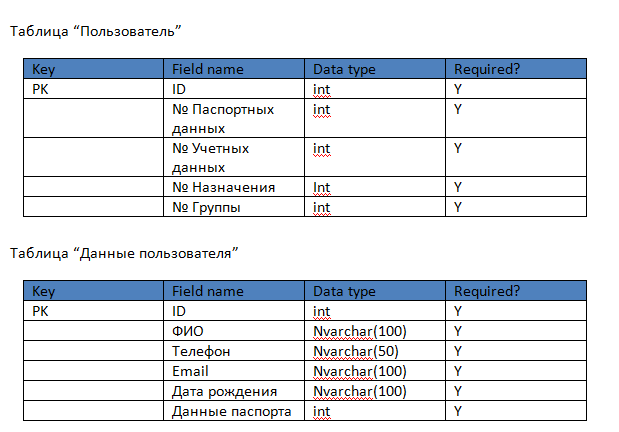 Таблица “Пользователь”
Key Field name Data type Required?
PK ID int Y
№ Паспортных int Y
данных
№ Учетных int Y
данных
№ Назначения Int Y
№ Группы int Y
Таблица “Данные пользователя”
Key Field name Data type Required?
PK ID int Y
ФИО Nvarchar(100) Y
Телефон Nvarchar(50) Y
Email Nvarchar(100) Y
Дата рождения Nvarchar(100) Y
Данные паспорта int Y